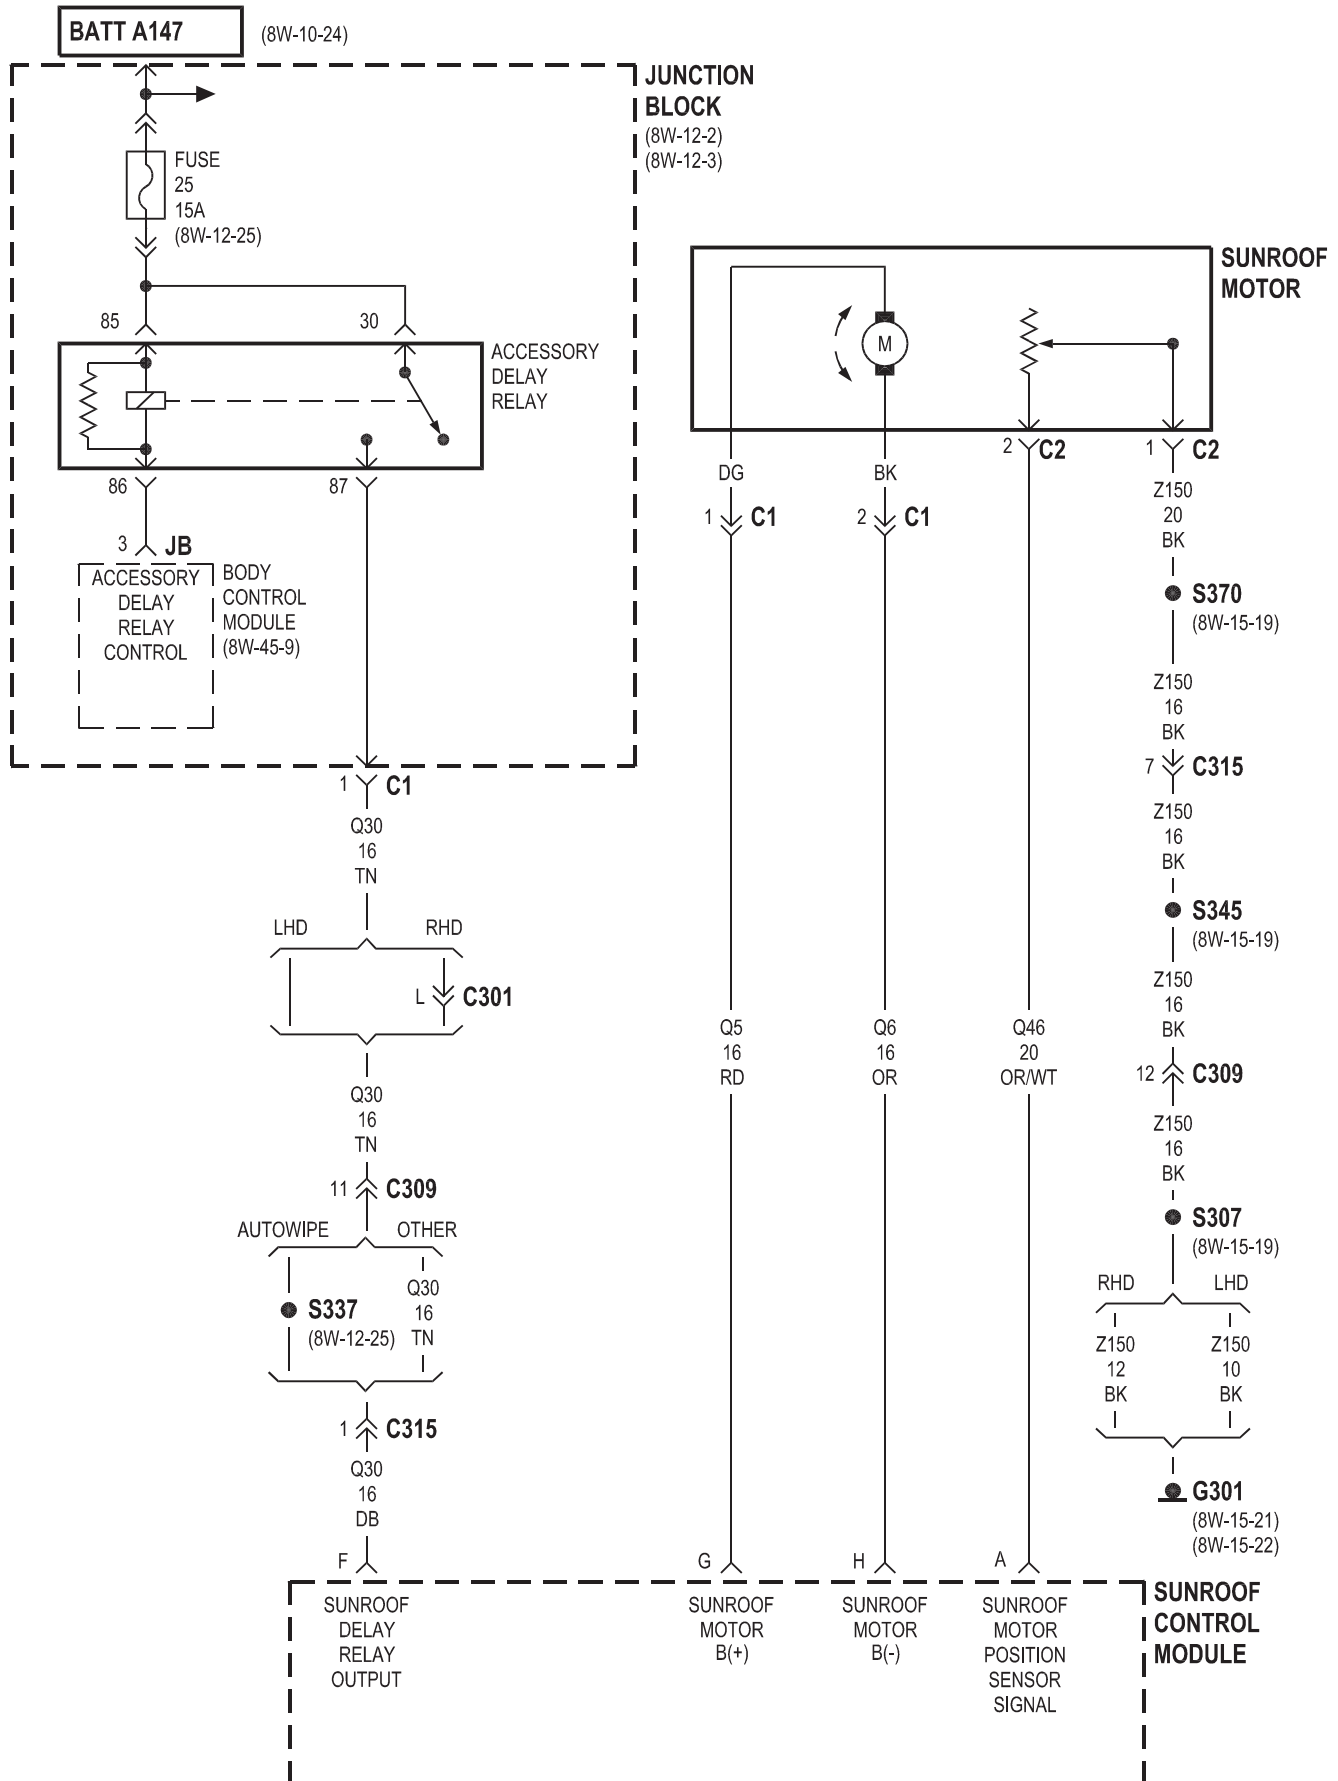 BATT A147
(8W-10-24)
JUNCTION
BLOCK
(8W-12-2)
(8W-12-3)
FUSE
25
15A
(8W-12-25)
85
30
ACCESSORY
DELAY
RELAY
86
87
3
JB
ACCESSORY
DELAY
RELAY
CONTROL
BODY
CONTROL
MODULE
(8W-45-9)
1
C1
Q30
16
TN
LHD
RHD
L
C301
Q30
16
TN
11
C309
AUTOWIPE
OTHER
S337
(8W-12-25)
Q30
16
TN
1
C315
Q30
16
DB
F
SUNROOF
DELAY
RELAY
OUTPUT
SUNROOF
MOTOR
M
DG
1
C1
Q5
16
RD
G
SUNROOF
MOTOR
B(+)
BK
2
C1
Q6
16
OR
H
SUNROOF
MOTOR
B(-)
2
C2
Q46
20
OR/WT
A
SUNROOF
MOTOR
POSITION
SENSOR
SIGNAL
1
C2
Z150
20
BK
S370
(8W-15-19)
Z150
16
BK
7
C315
Z150
16
BK
S345
(8W-15-19)
Z150
16
BK
12
C309
Z150
16
BK
S307
(8W-15-19)
RHD
LHD
Z150
12
BK
Z150
10
BK
G301
(8W-15-21)
(8W-15-22)
SUNROOF
CONTROL
MODULE